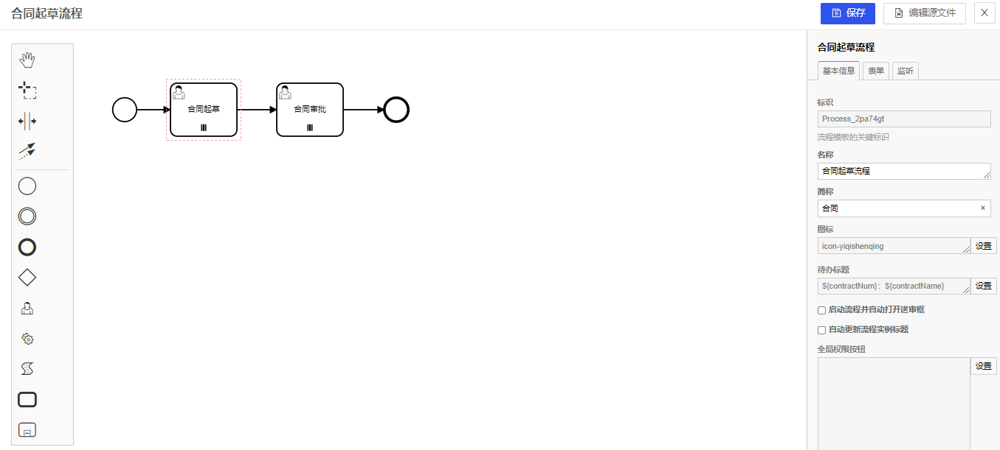 合同起草流程
保存
编辑源文件
合同起草
合同审批
合同起草流程
基本信息
表单
监听
标识
Process_2pa74gt
流程模板的关键标识
名称
合同起草流程
简称
合同
×
图标
icon-yiqishenqing
设置
待办标题
${contractNum}：${contractName}
设置
启动流程并自动打开送审框
自动更新流程实例标题
全局权限按钮
设置